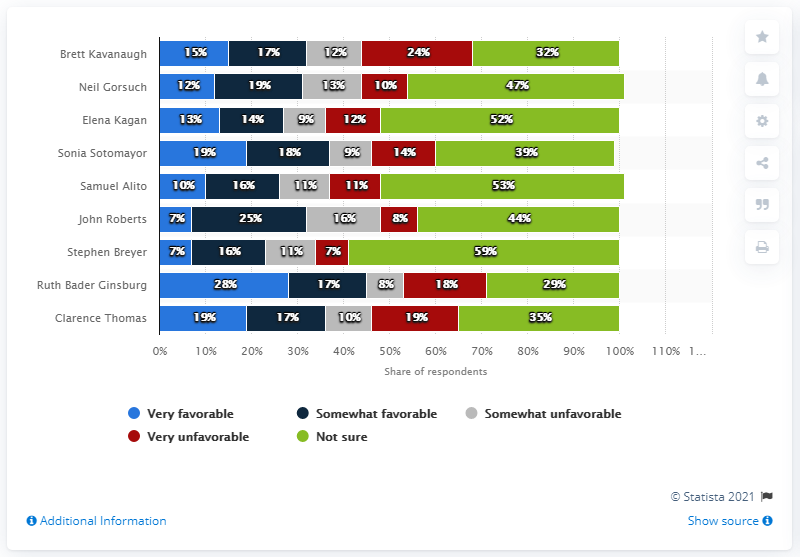 Brett Kavanaugh 15% 17% 12% 24% 32%
Neil Gorsuch 12% 19% 13% 10% 47%
Elena Kagan 13% 14% 9% 12% 52%
Sonia Sotomayor 19% 18% 9% 14% 39%
Samuel Alito 10% 16% 11% 11% 53%
John Roberts 7% 25% 16% 8% 44%
Stephen Breyer 7% 16% 11% 7% 59%
Ruth Bader Ginsburg 28% 17% 8% 18% 29%
Clarence Thomas 19% 17% 10% 19% 35%
0% 10% 20% 30% 40% 50% 60% 70% 80% 90% 100% 110% 1...
Share of respondents
Very favorable Somewhat favorable Somewhat unfavorable
Very unfavorable Not sure
© Statista 2021
Additional Information Show source